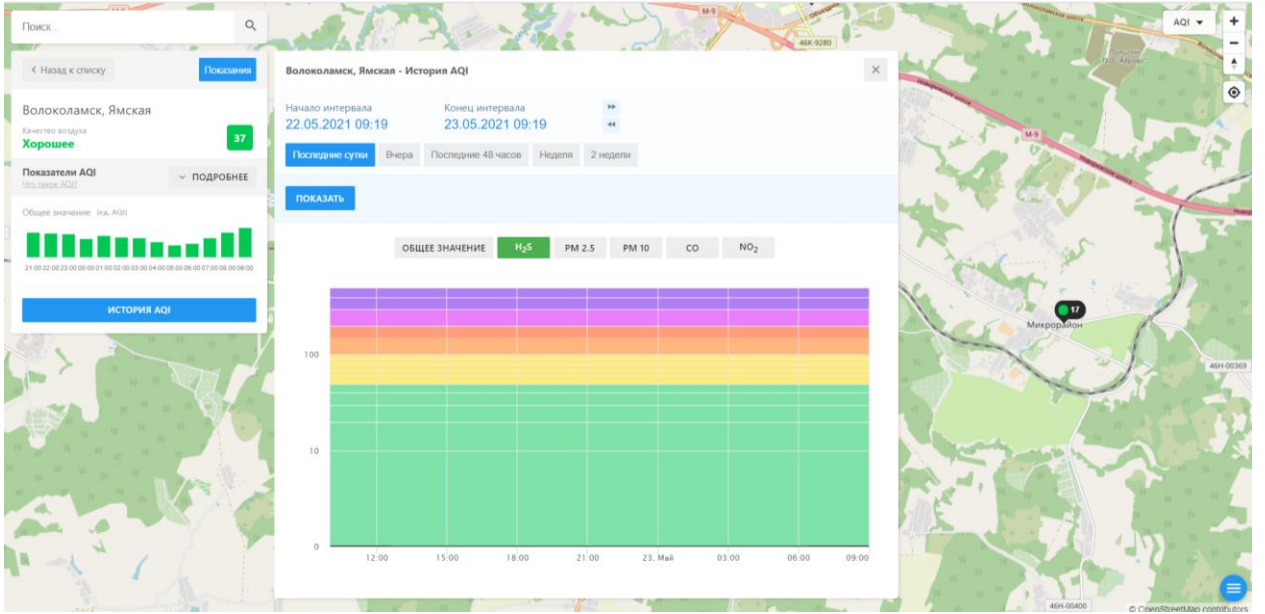 Поиск...
‹ Назад к списку
Показания
Волоколамск, Ямская
Качество воздуха
Хорошее
37
Показатели AQI
Что такое AQI?
ПОДРОБНЕЕ
Общее значение (ед. AQI)
21:00 22:00 23:00 00:00 01:00 02:00 03:00 04:00 05:00 06:00 07:00 08:00 09:00
ИСТОРИЯ AQI
Волоколамск, Ямская - История AQI
Начало интервала
Конец интервала
22.05.2021 09:19
23.05.2021 09:19
Последние сутки
Вчера
Последние 48 часов
Неделя
2 недели
ПОКАЗАТЬ
ОБЩЕЕ ЗНАЧЕНИЕ
H₂S
PM 2.5
PM 10
CO
NO₂
100
10
0
12:00
15:00
18:00
21:00
23. Май
03:00
06:00
09:00
M-9
46K-9280
AQI
M-9
17
Микрорайон
46H-00369
46H-00400
© OpenStreetMap contributors